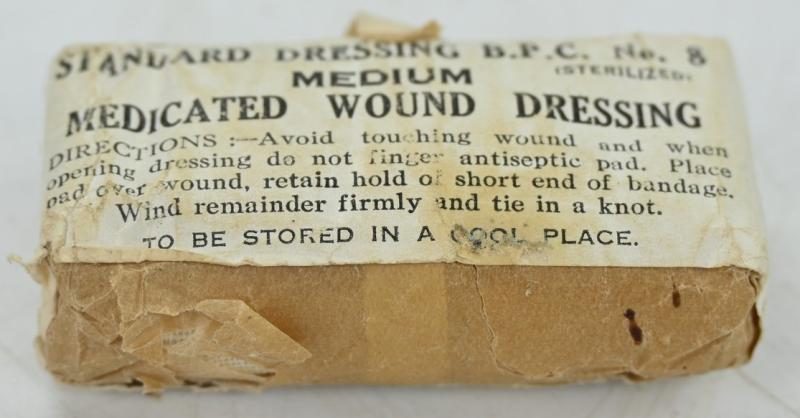 STANDARD DRESSING B.P.C. No. 8
MEDIUM (STERILIZED)
MEDICATED WOUND DRESSING
DIRECTIONS :—Avoid touching wound and when
opening dressing do not finger antiseptic pad. Place
pad over wound, retain hold of short end of bandage.
Wind remainder firmly and tie in a knot.
TO BE STORED IN A COOL PLACE.